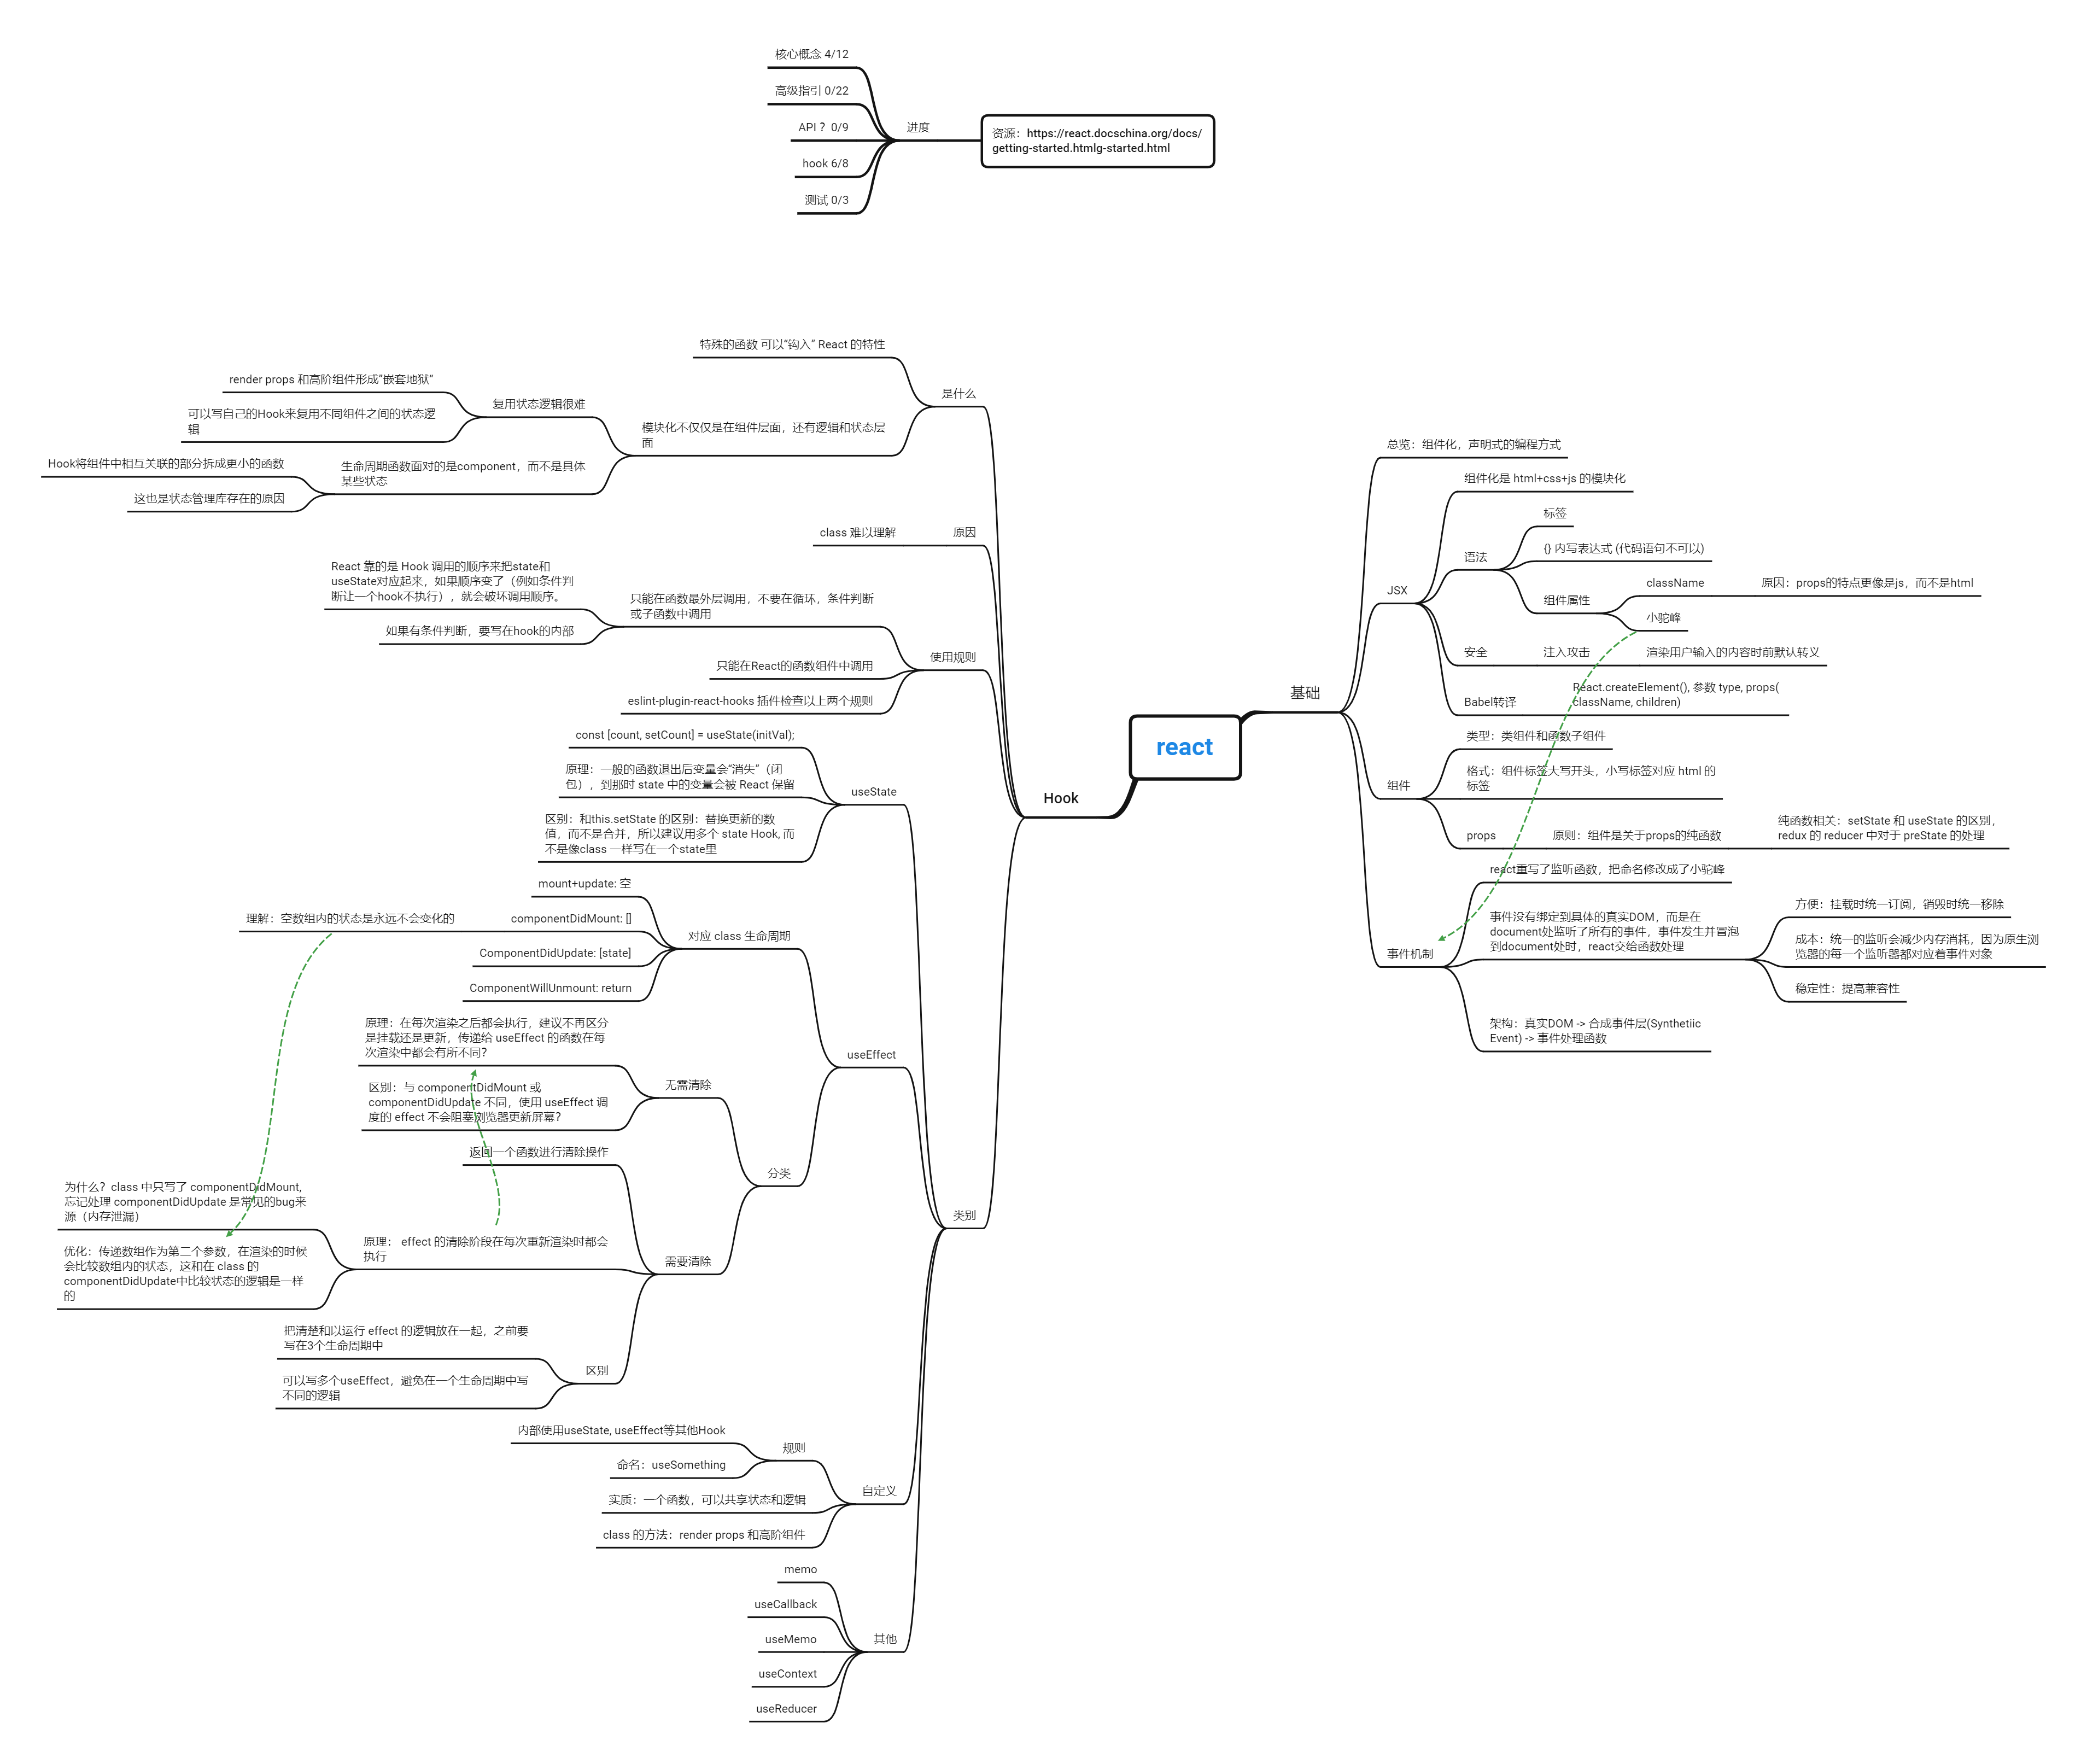 核心概念 4/12
高级指引 0/22
API ? 0/9
hook 6/8
测试 0/3
进度
资源：https://react.docschina.org/docs/
getting-started.htmlg-started.html
react
Hook
是什么
特殊的函数 可以“钩入” React 的特性
模块化不仅仅是在组件层面，还有逻辑和状态层
面
复用状态逻辑很难
render props 和高阶组件形成”嵌套地狱“
可以写自己的Hook来复用不同组件之间的状态逻
辑
生命周期函数面对的是component，而不是具体
某些状态
Hook将组件中相互关联的部分拆成更小的函数
这也是状态管理库存在的原因
原因
class 难以理解
使用规则
只能在函数最外层调用，不要在循环，条件判断
或子函数中调用
React 靠的是 Hook 调用的顺序来把state和
useState对应起来，如果顺序变了（例如条件判
断让一个hook不执行），就会破坏调用顺序。
如果有条件判断，要写在hook的内部
只能在React的函数组件中调用
eslint-plugin-react-hooks 插件检查以上两个规则
类别
useState
const [count, setCount] = useState(initVal);
原理：一般的函数退出后变量会“消失”（闭
包），到那时 state 中的变量会被 React 保留
区别：和this.setState 的区别：替换更新的数
值，而不是合并，所以建议用多个 state Hook, 而
不是像class 一样写在一个state里
useEffect
对应 class 生命周期
mount+update: 空
componentDidMount: []
理解：空数组内的状态是永远不会变化的
ComponentDidUpdate: [state]
ComponentWillUnmount: return
分类
无需清除
原理：在每次渲染之后都会执行，建议不再区分
是挂载还是更新，传递给 useEffect 的函数在每
次渲染中都会有所不同？
区别：与 componentDidMount 或
componentDidUpdate 不同，使用 useEffect 调
度的 effect 不会阻塞浏览器更新屏幕？
需要清除
返回一个函数进行清除操作
原理： effect 的清除阶段在每次重新渲染时都会
执行
为什么？class 中只写了 componentDidMount,
忘记处理 componentDidUpdate 是常见的bug来
源（内存泄漏）
优化：传递数组作为第二个参数，在渲染的时候
会比较数组内的状态，这和在 class 的
componentDidUpdate中比较状态的逻辑是一样
的
区别
把清楚和以运行 effect 的逻辑放在一起，之前要
写在3个生命周期中
可以写多个useEffect，避免在一个生命周期中写
不同的逻辑
自定义
规则
内部使用useState, useEffect等其他Hook
命名：useSomething
实质：一个函数，可以共享状态和逻辑
class 的方法：render props 和高阶组件
其他
memo
useCallback
useMemo
useContext
useReducer
基础
总览：组件化，声明式的编程方式
JSX
组件化是 html+css+js 的模块化
语法
标签
{} 内写表达式 (代码语句不可以)
组件属性
className
原因：props的特点更像是js，而不是html
小驼峰
安全
注入攻击
渲染用户输入的内容时前默认转义
Babel转译
React.createElement(), 参数 type, props(
className, children)
组件
类型：类组件和函数子组件
格式：组件标签大写开头，小写标签对应 html 的
标签
props
原则：组件是关于props的纯函数
纯函数相关：setState 和 useState 的区别，
redux 的 reducer 中对于 preState 的处理
事件机制
react重写了监听函数，把命名修改成了小驼峰
事件没有绑定到具体的真实DOM，而是在
document处监听了所有的事件，事件发生并冒泡
到document处时，react交给函数处理
方便：挂载时统一订阅，销毁时统一移除
成本：统一的监听会减少内存消耗，因为原生浏
览器的每一个监听器都对应着事件对象
稳定性：提高兼容性
架构：真实DOM -> 合成事件层(Synthetiic
Event) -> 事件处理函数